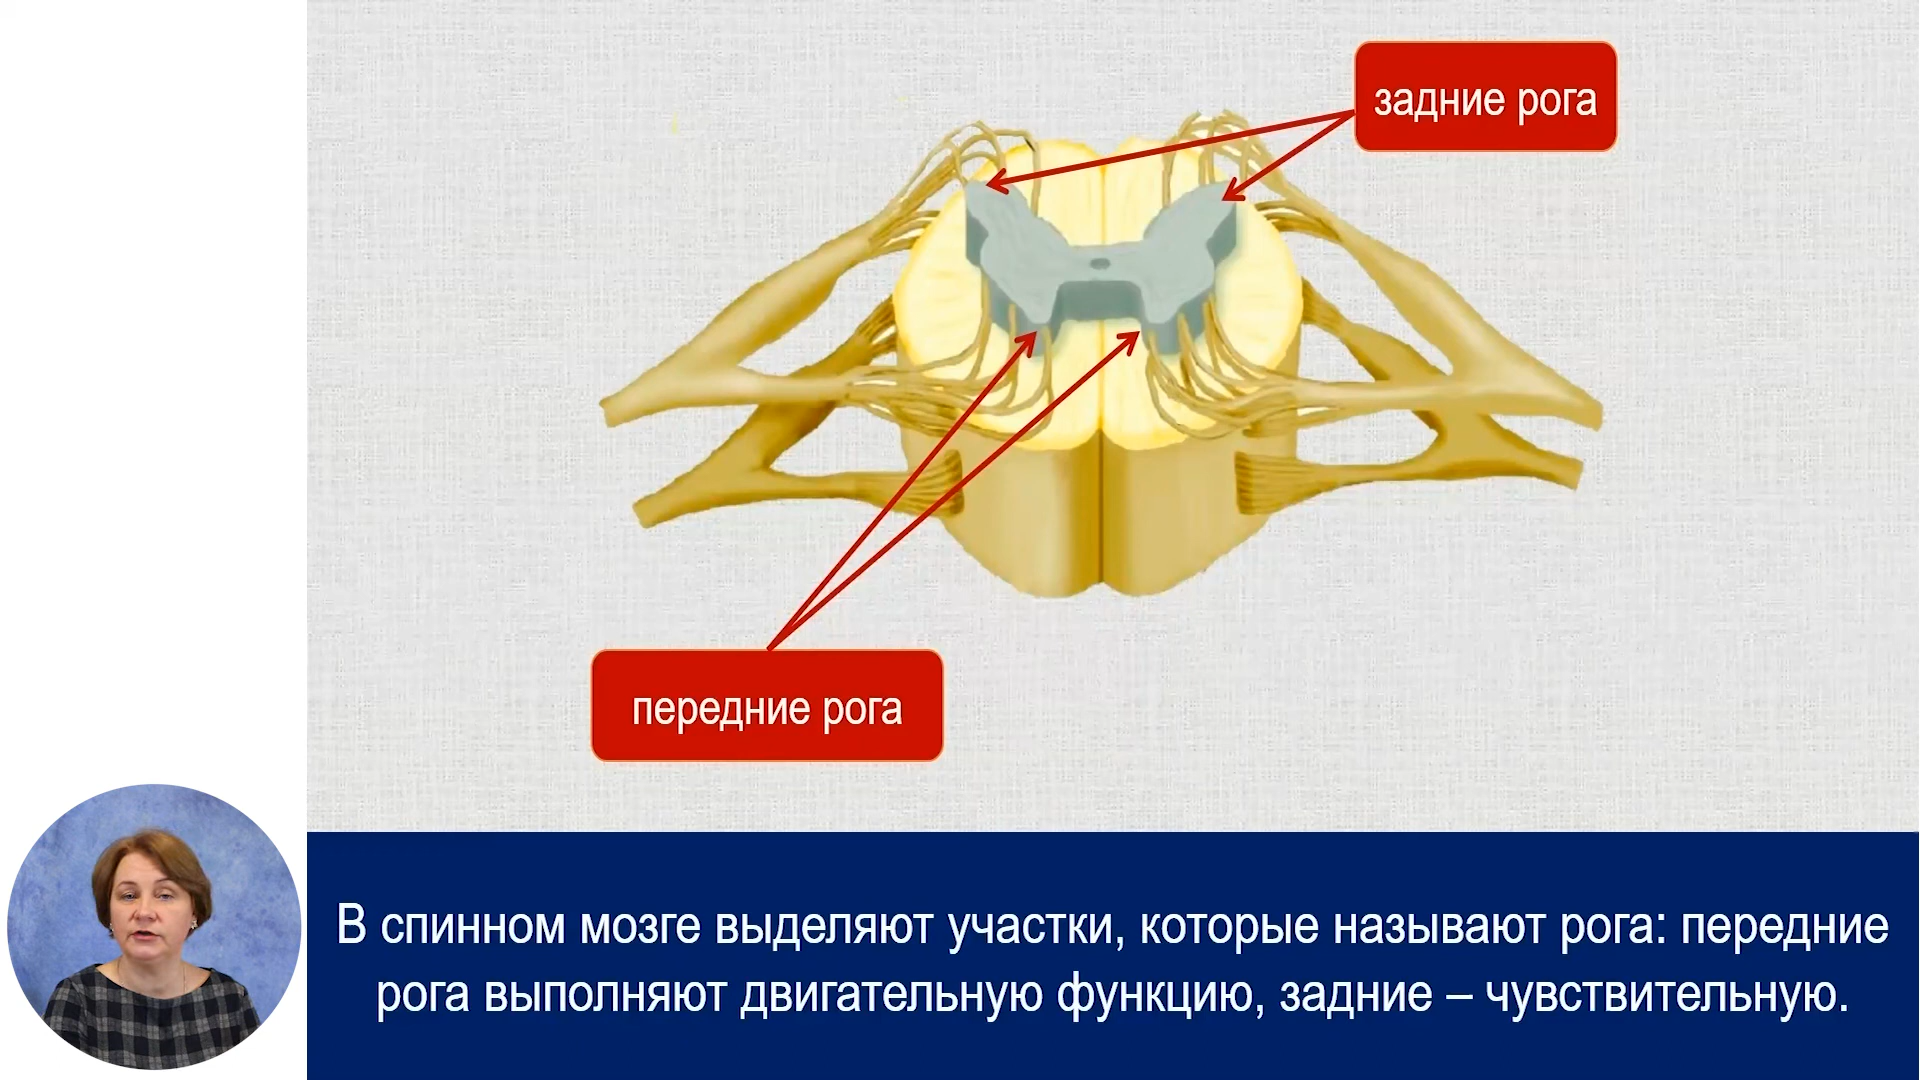 задние рога
передние рога
В спинном мозге выделяют участки, которые называют рога: передние
рога выполняют двигательную функцию, задние – чувствительную.